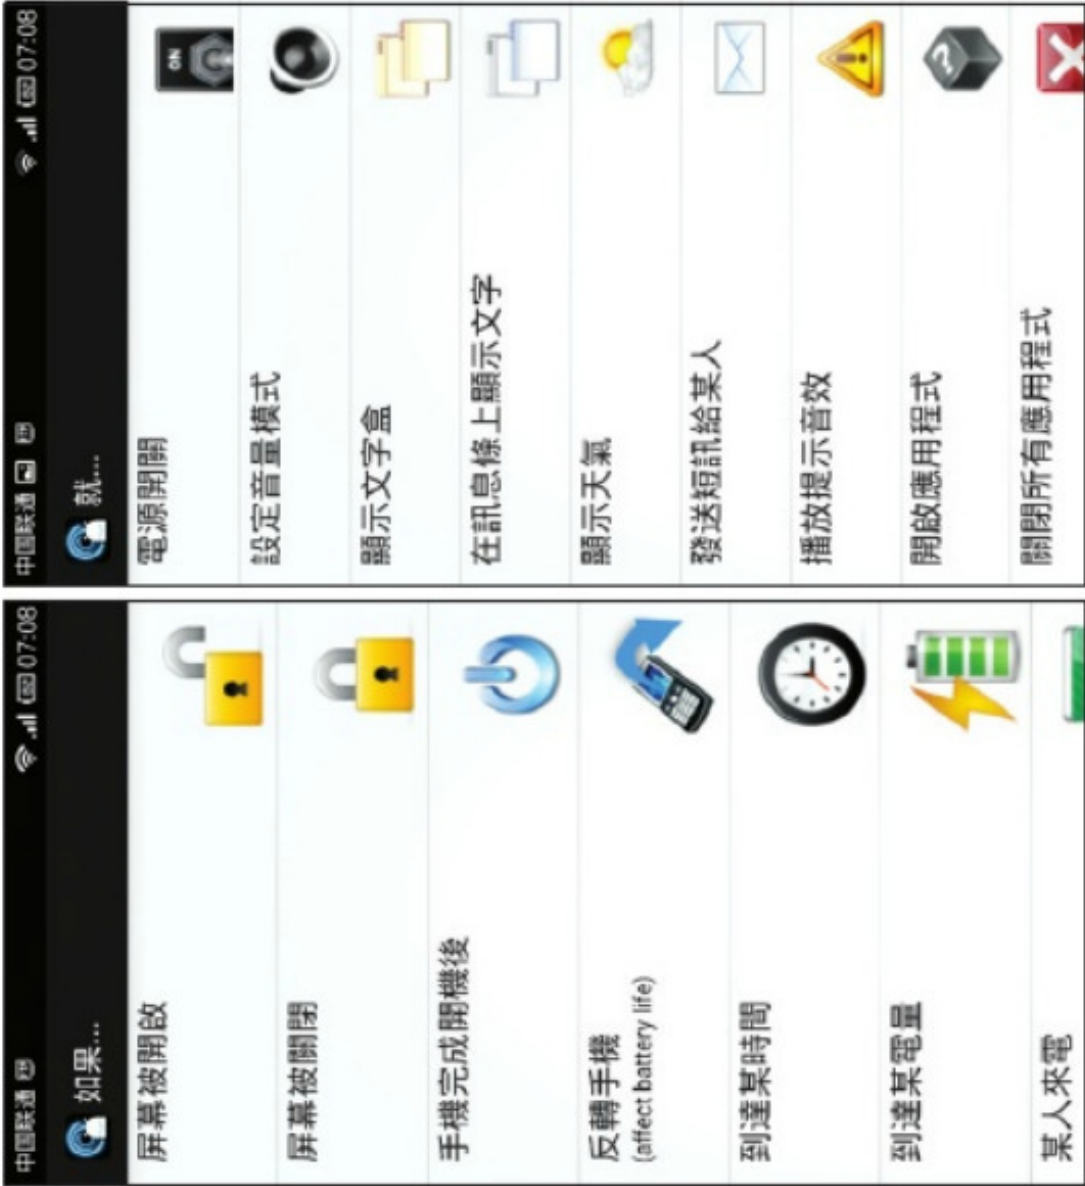 中国联通 07:08
如果...
屏幕被開啟
屏幕被關閉
手機完成開機後
反轉手機
(affect battery life)
到達某時間
到達某電量
某人來電
中国联通 07:08
就...
電源開關
NO
設定音量模式
顯示文字盒
在訊息條上顯示文字
顯示天氣
發送短訊給某人
播放提示音效
開啟應用程式
關閉所有應用程式